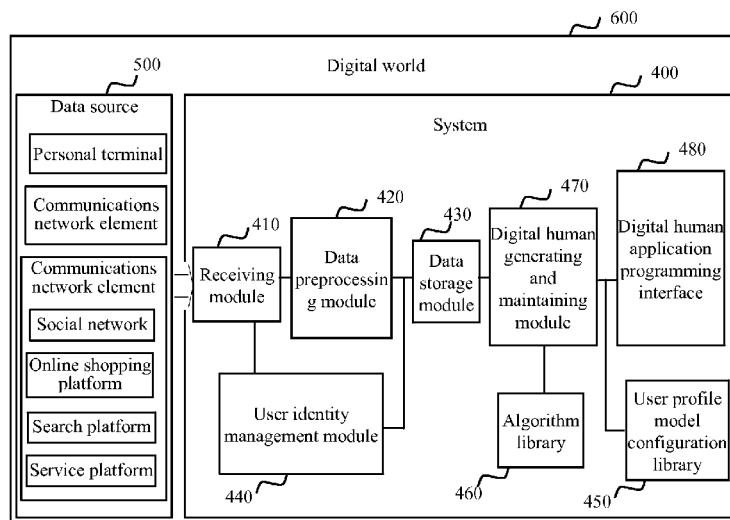 600
Digital world
500
400
Data source
Personal terminal
Communications
network element
Communications
network element
Social network
Online shopping
platform
Search platform
Service platform
System
410
Receiving
module
420
Data
preprocessin
g module
430
Data
storage
module
470
Digital human
generating
and
maintaining
module
480
Digital human
application
programming
interface
User identity
management module
440
Algorithm
library
460
User profile
model
configuration
library
450